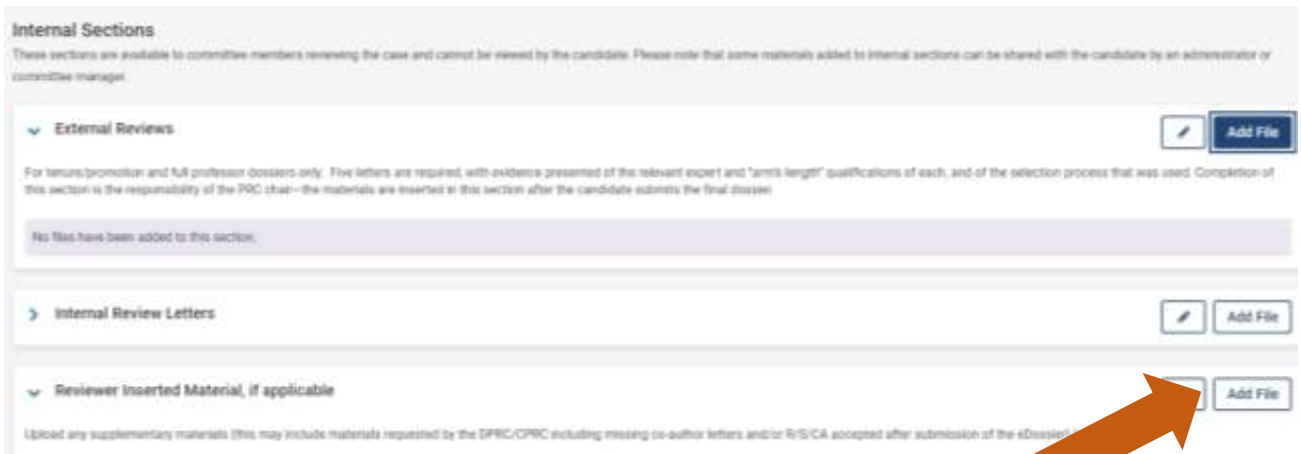 Internal Sections
These sections are available to committee members reviewing the case and cannot be viewed by the candidate. Please note that some materials added to internal sections can be shared with the candidate by an administrator or
committee manager.
External Reviews
Add File
For tenure/promotion and full professor dossiers only. Five letters are required, with evidence presented of the relevant expert and "arm's length" qualifications of each, and of the selection process that was used. Completion of
this section is the responsibility of the PRC chair—the materials are inserted in this section after the candidate submits the final dossier.
No files have been added to this section.
Internal Review Letters
Add File
Reviewer Inserted Material, if applicable
Add File
Upload any supplementary materials (this may include materials requested by the DPRC/CPRC including missing co-author letters and/or R/S/CA accepted after submission of the eDossier)